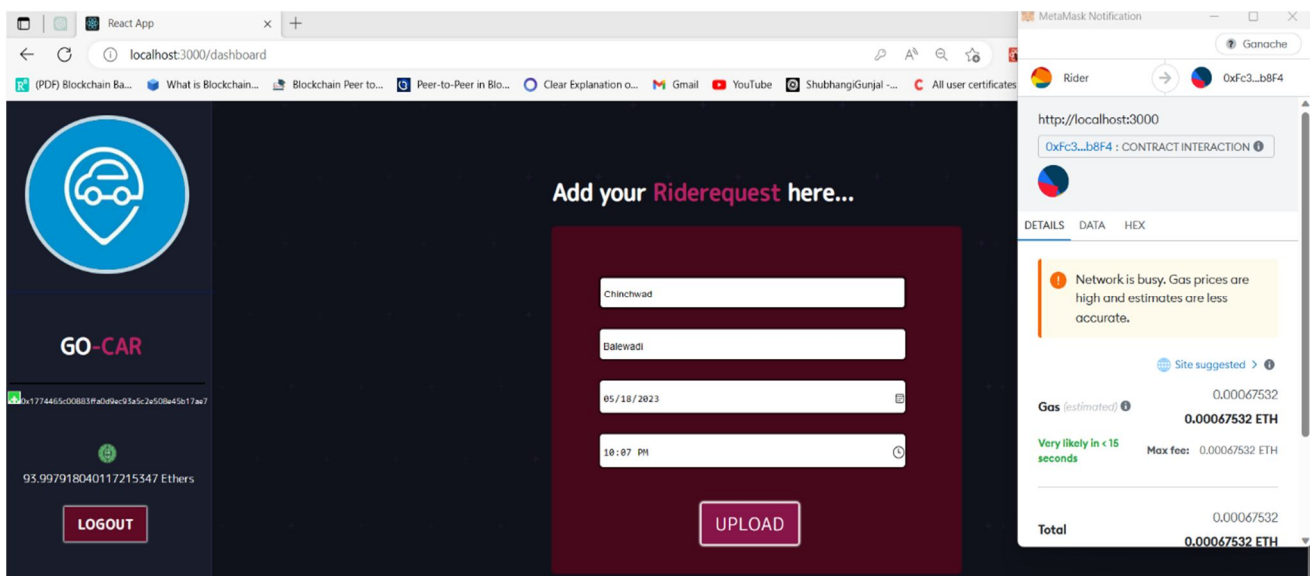 React App
localhost:3000/dashboard
(PDF) Blockchain Ba...
What is Blockchain...
Blockchain Peer to...
Peer-to-Peer in Blo...
Clear Explanation o...
Gmail
YouTube
ShubhangiGunjal -...
All user certificates
GO-CAR
0x1774465c00883ffa0d9ec93a5c2e508e45b17ae7
93.997918040117215347 Ethers
LOGOUT
Add your Riderequest here...
Chinchwad
Balewadi
05/18/2023
10:07 PM
UPLOAD
MetaMask Notification
Ganache
Rider
0xFc3...b8F4
http://localhost:3000
0xFc3...b8F4 : CONTRACT INTERACTION
DETAILS DATA HEX
Network is busy. Gas prices are
high and estimates are less
accurate.
Site suggested >
0.00067532
Gas (estimated)
0.00067532 ETH
Very likely in < 15
seconds
Max fee: 0.00067532 ETH
0.00067532
Total
0.00067532 ETH